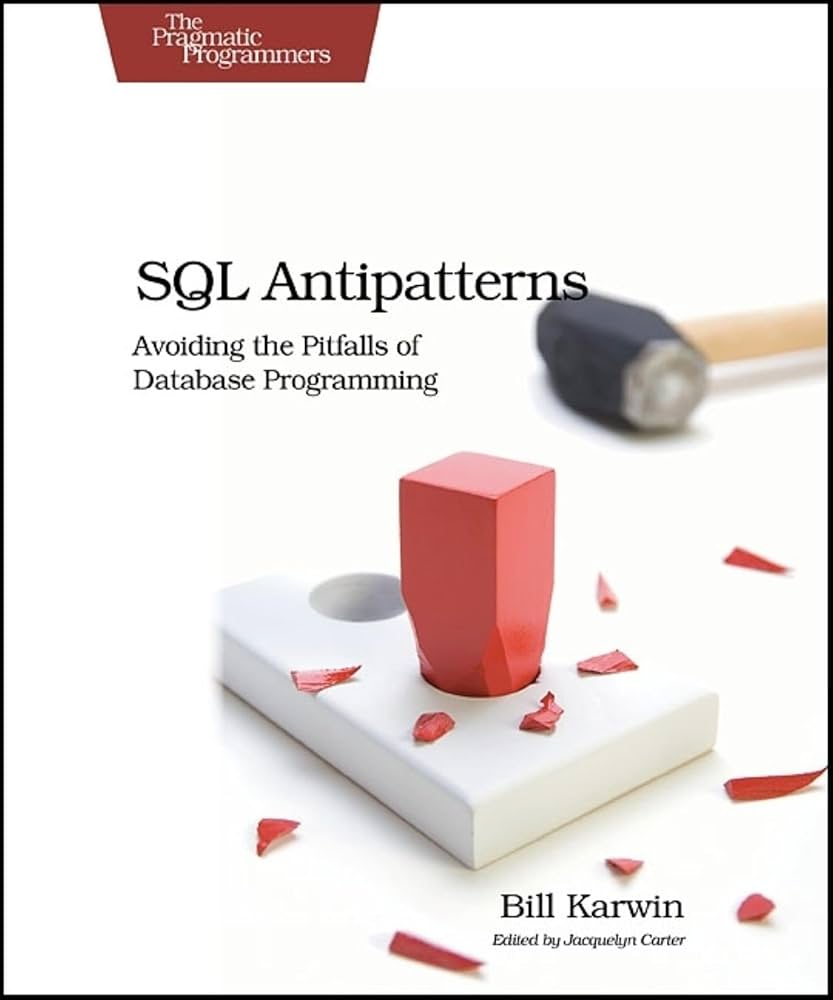 The
Pragmatic
Programmers
SQL Antipatterns
Avoiding the Pitfalls of
Database Programming
Bill Karwin
Edited by Jacquelyn Carter